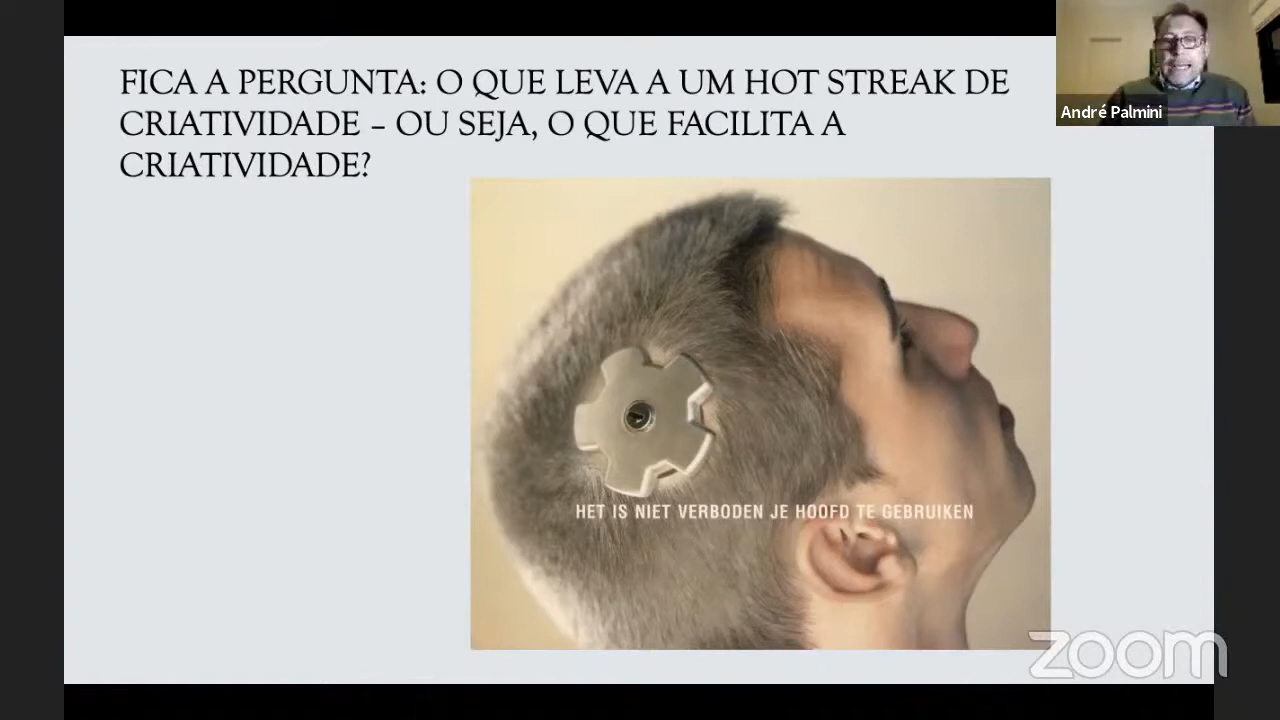 FICA A PERGUNTA: O QUE LEVA A UM HOT STREAK DE
CRIATIVIDADE – OU SEJA, O QUE FACILITA A
CRIATIVIDADE?
André Palmini
HET IS NIET VERBODEN JE HOOFD TE GEBRUIKEN
zoom